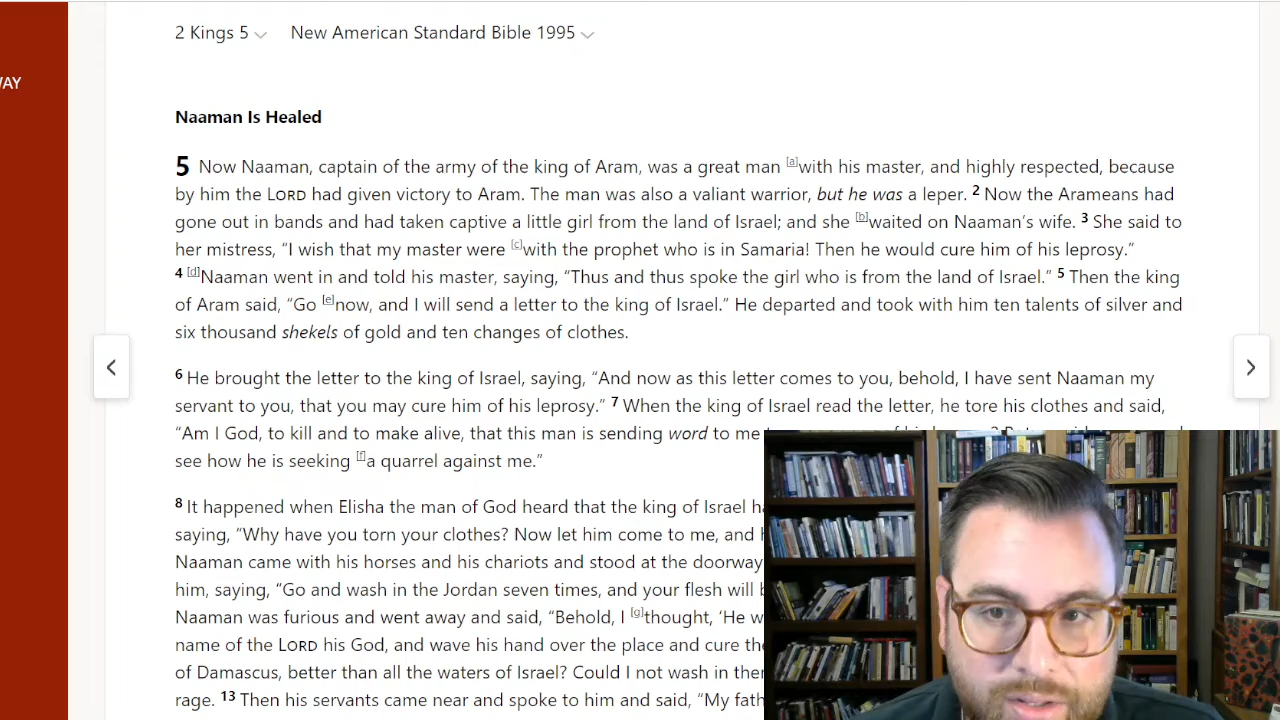 2 Kings 5 New American Standard Bible 1995
WAY
Naaman Is Healed
5 Now Naaman, captain of the army of the king of Aram, was a great man [a]with his master, and highly respected, because
by him the LORD had given victory to Aram. The man was also a valiant warrior, but he was a leper. 2 Now the Arameans had
gone out in bands and had taken captive a little girl from the land of Israel; and she [b]waited on Naaman’s wife. 3 She said to
her mistress, “I wish that my master were [c]with the prophet who is in Samaria! Then he would cure him of his leprosy.”
4 [d]Naaman went in and told his master, saying, “Thus and thus spoke the girl who is from the land of Israel.” 5 Then the king
of Aram said, “Go [e]now, and I will send a letter to the king of Israel.” He departed and took with him ten talents of silver and
six thousand shekels of gold and ten changes of clothes.
6 He brought the letter to the king of Israel, saying, “And now as this letter comes to you, behold, I have sent Naaman my
servant to you, that you may cure him of his leprosy.” 7 When the king of Israel read the letter, he tore his clothes and said,
“Am I God, to kill and to make alive, that this man is sending word to me
see how he is seeking [f]a quarrel against me.”
8 It happened when Elisha the man of God heard that the king of Israel
saying, “Why have you torn your clothes? Now let him come to me, and
Naaman came with his horses and his chariots and stood at the doorway
him, saying, “Go and wash in the Jordan seven times, and your flesh will
Naaman was furious and went away and said, “Behold, I [g]thought, ‘He
name of the LORD his God, and wave his hand over the place and cure the
of Damascus, better than all the waters of Israel? Could I not wash in
rage. 13 Then his servants came near and spoke to him and said, “My